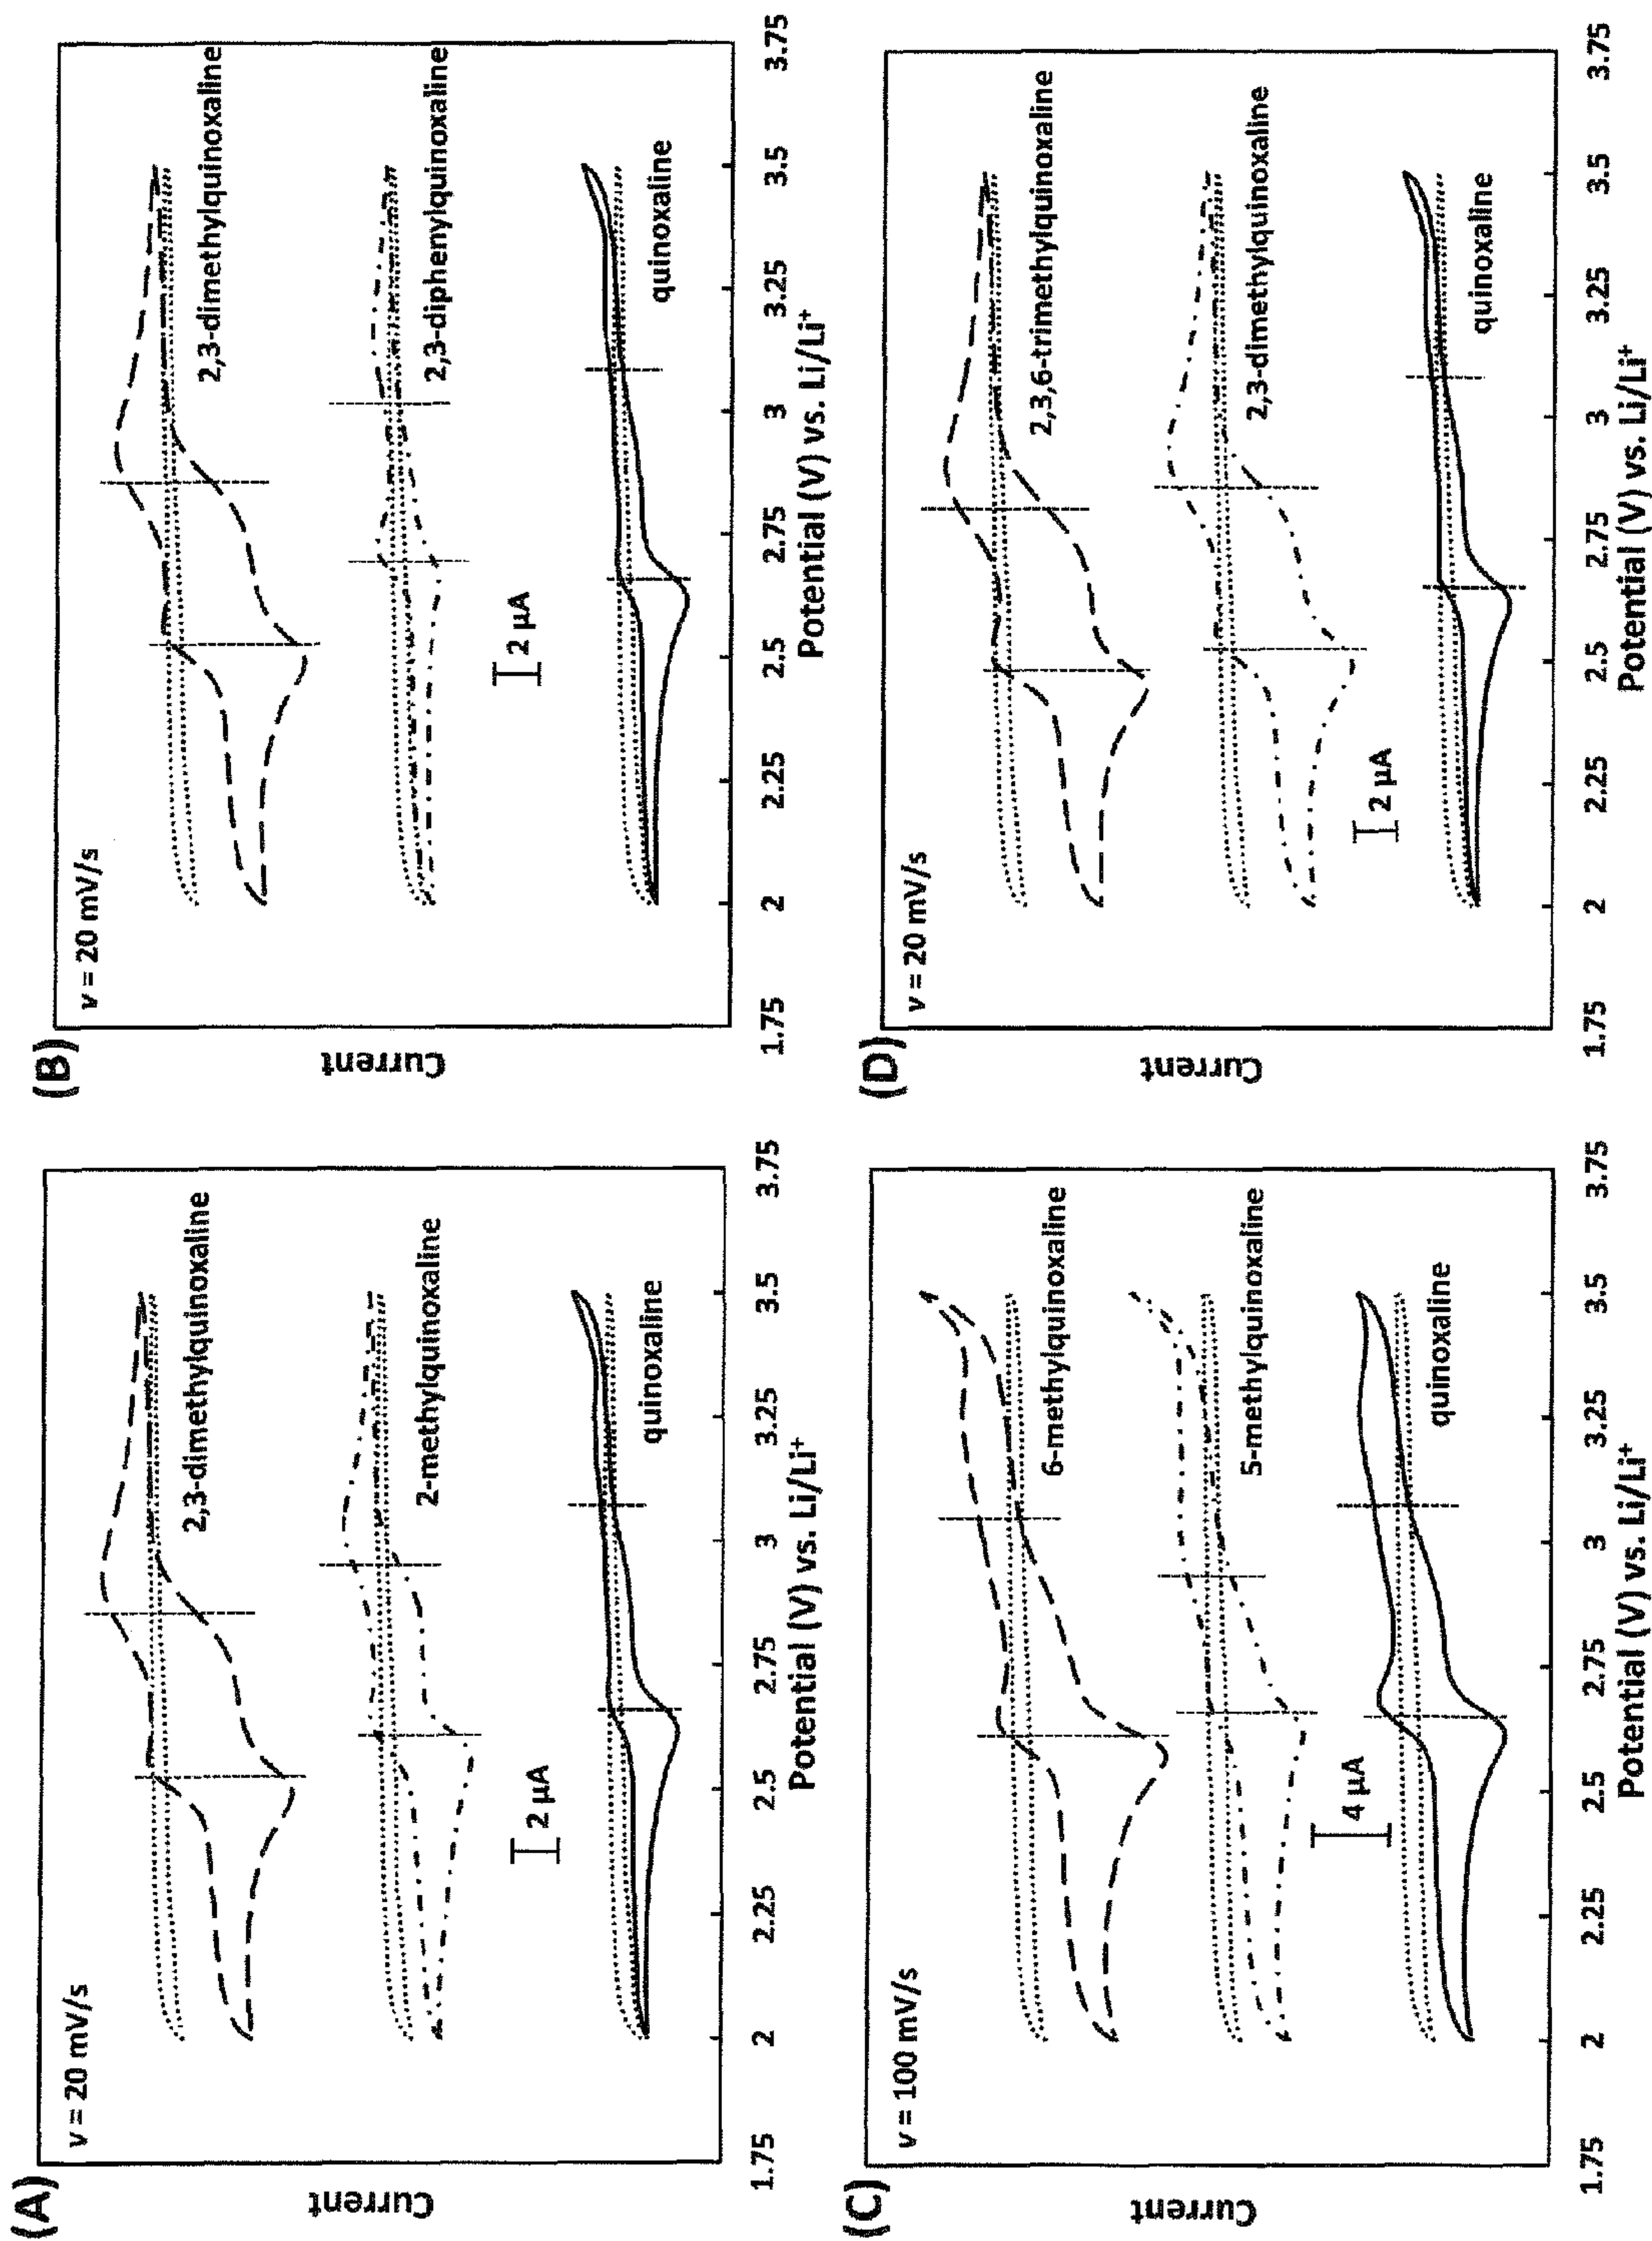 (A)
ν = 20 mV/s
2,3-dimethylquinoxaline
2-methylquinoxaline
2 µA
quinoxaline
Current
1.75 2 2.25 2.5 2.75 3 3.25 3.5 3.75
Potential (V) vs. Li/Li⁺
(B)
ν = 20 mV/s
2,3-dimethylquinoxaline
2,3-diphenylquinoxaline
2 µA
quinoxaline
Current
1.75 2 2.25 2.5 2.75 3 3.25 3.5 3.75
Potential (V) vs. Li/Li⁺
(C)
ν = 100 mV/s
6-methylquinoxaline
5-methylquinoxaline
4 µA
quinoxaline
Current
1.75 2 2.25 2.5 2.75 3 3.25 3.5 3.75
Potential (V) vs. Li/Li⁺
(D)
ν = 20 mV/s
2,3,6-trimethylquinoxaline
2,3-dimethylquinoxaline
2 µA
quinoxaline
Current
1.75 2 2.25 2.5 2.75 3 3.25 3.5 3.75
Potential (V) vs. Li/Li⁺